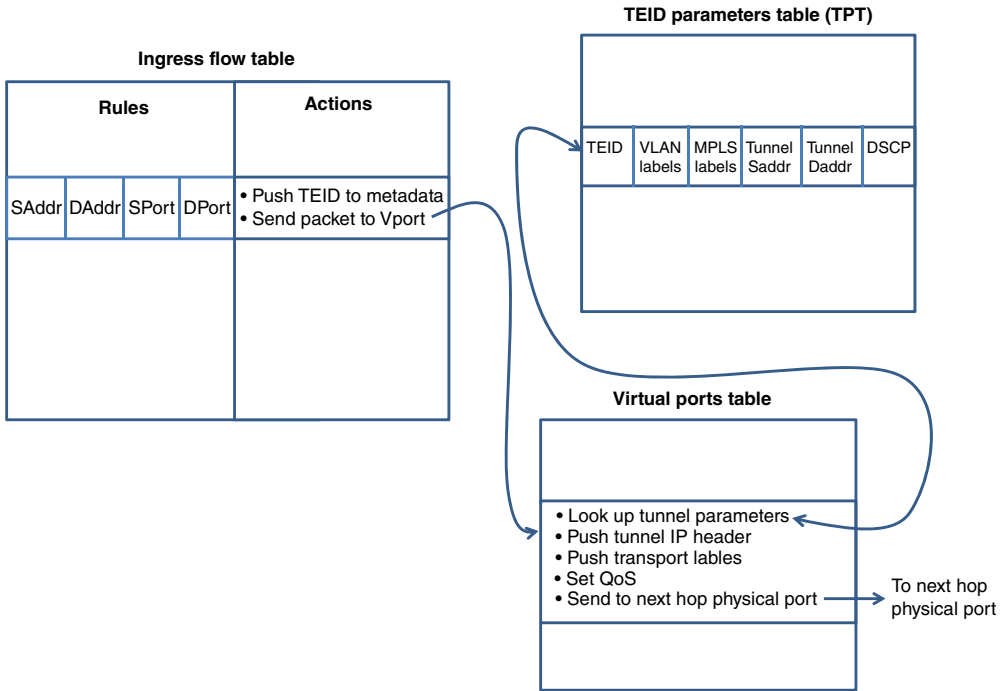 TEID parameters table (TPT)
Ingress flow table
Rules
Actions
TEID
VLAN
labels
MPLS
labels
Tunnel
Saddr
Tunnel
Daddr
DSCP
SAddr
DAddr
SPort
DPort
• Push TEID to metadata
• Send packet to Vport
Virtual ports table
• Look up tunnel parameters
• Push tunnel IP header
• Push transport lables
• Set QoS
• Send to next hop physical port
To next hop
physical port